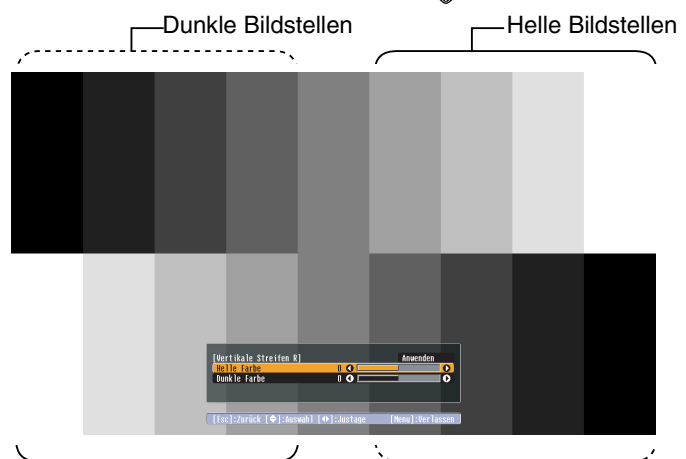 Dunkle Bildstellen Helle Bildstellen
[Vertikale Streifen R] Anwenden
Helle Farbe 0
Dunkle Farbe 0
[Esc]:Zurück [◆]:Auswahl [◀▶]:Justage [Menu]:Verlassen